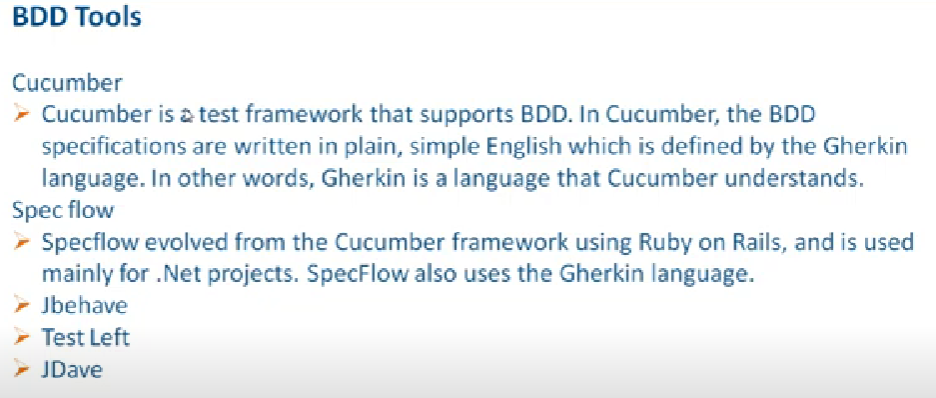 BDD Tools
Cucumber
➢ Cucumber is a test framework that supports BDD. In Cucumber, the BDD
specifications are written in plain, simple English which is defined by the Gherkin
language. In other words, Gherkin is a language that Cucumber understands.
Spec flow
➢ Specflow evolved from the Cucumber framework using Ruby on Rails, and is used
mainly for .Net projects. SpecFlow also uses the Gherkin language.
➢ Jbehave
➢ Test Left
➢ JDave